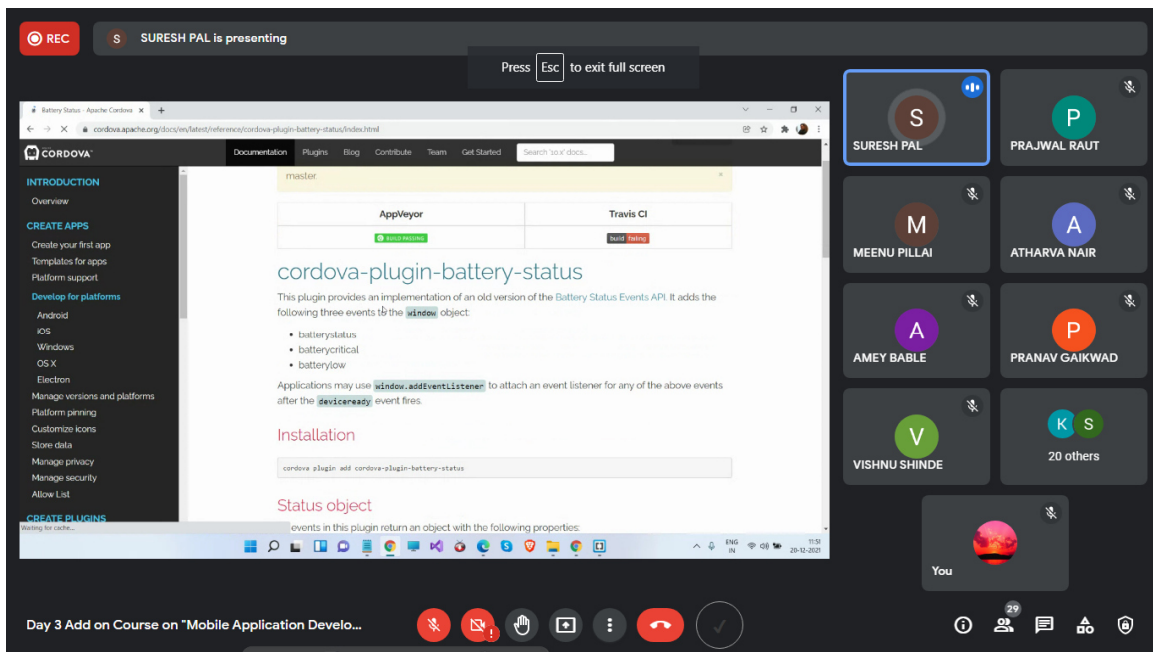 REC
S
SURESH PAL is presenting
Press Esc to exit full screen
Battery Status - Apache Cordova
cordova.apache.org/docs/en/latest/reference/cordova-plugin-battery-status/index.html
CORDOVA
Documentation Plugins Blog Contribute Team Get Started
INTRODUCTION
Overview
CREATE APPS
Create your first app
Templates for apps
Platform support
Develop for platforms
Android
iOS
Windows
OS X
Electron
Manage versions and platforms
Platform pinning
Customize icons
Store data
Manage privacy
Manage security
Allow List
CREATE PLUGINS
Waiting for cache...
master.
AppVeyor Travis CI
BUILD PASSING build failing
cordova-plugin-battery-status
This plugin provides an implementation of an old version of the Battery Status Events API. It adds the
following three events to the window object:
batterystatus
batterycritical
batterylow
Applications may use window.addEventListener to attach an event listener for any of the above events
after the deviceready event fires.
Installation
cordova plugin add cordova-plugin-battery-status
Status object
events in this plugin return an object with the following properties:
ENG
IN
11:51
20-12-2021
S
SURESH PAL
P
PRAJWAL RAUT
M
MEENU PILLAI
A
ATHARVA NAIR
A
AMEY BABLE
P
PRANAV GAIKWAD
V
VISHNU SHINDE
K S
20 others
You
Day 3 Add on Course on "Mobile Application Develo...
29